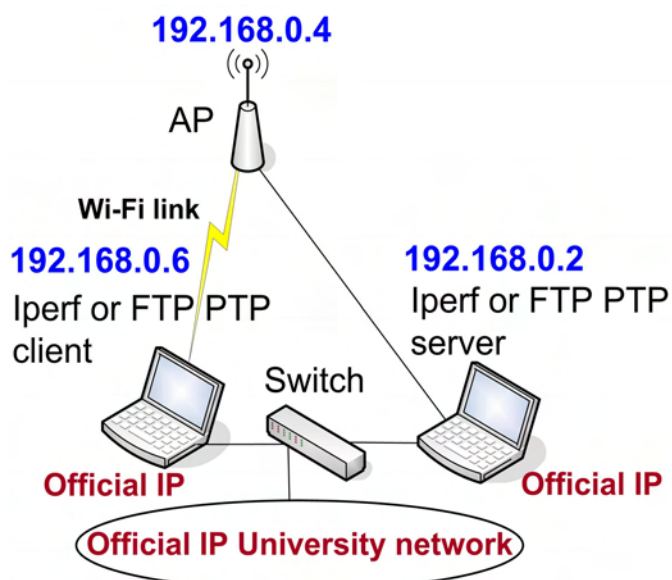 192.168.0.4
AP
Wi-Fi link
192.168.0.6
Iperf or FTP PTP
client
192.168.0.2
Iperf or FTP PTP
server
Switch
Official IP
Official IP
Official IP University network